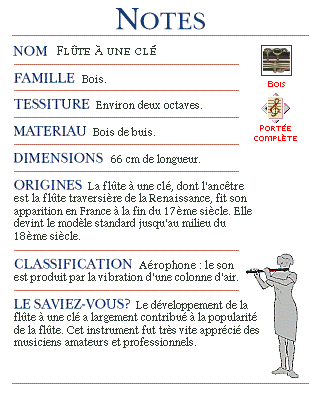 NOTES
NOM FLÛTE À UNE CLÉ
Bois
FAMILLE Bois.
TESSITURE Environ deux octaves.
PORTÉE
COMPLÈTE
MATERIAU Bois de buis.
DIMENSIONS 66 cm de longueur.
ORIGINES La flûte à une clé, dont l'ancêtre
est la flûte traversière de la Renaissance, fit son
apparition en France à la fin du 17ème siècle. Elle
devint le modèle standard jusqu'au milieu du
18ème siècle.
CLASSIFICATION Aérophone : le son
est produit par la vibration d'une colonne d'air.
LE SAVIEZ-VOUS? Le développement de la
flûte à une clé a largement contribué à la popularité
de la flûte. Cet instrument fut très vite apprécié des
musiciens amateurs et professionnels.